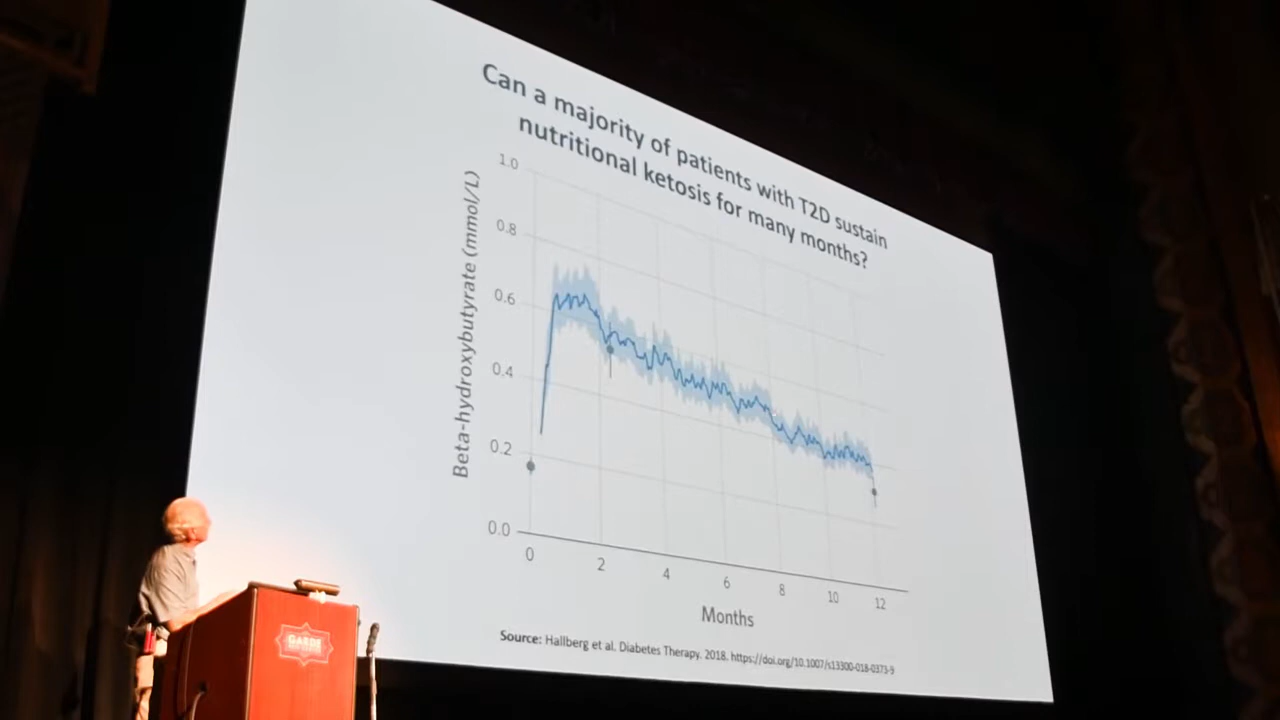 Can a majority of patients with T2D sustain
nutritional ketosis for many months?
Beta-hydroxybutyrate (mmol/L)
1.0
0.8
0.6
0.4
0.2
0.0
0 2 4 6 8 10 12
Months
Source: Hallberg et al. Diabetes Therapy. 2018. https://doi.org/10.1007/s13300-018-0373-9
GARDE